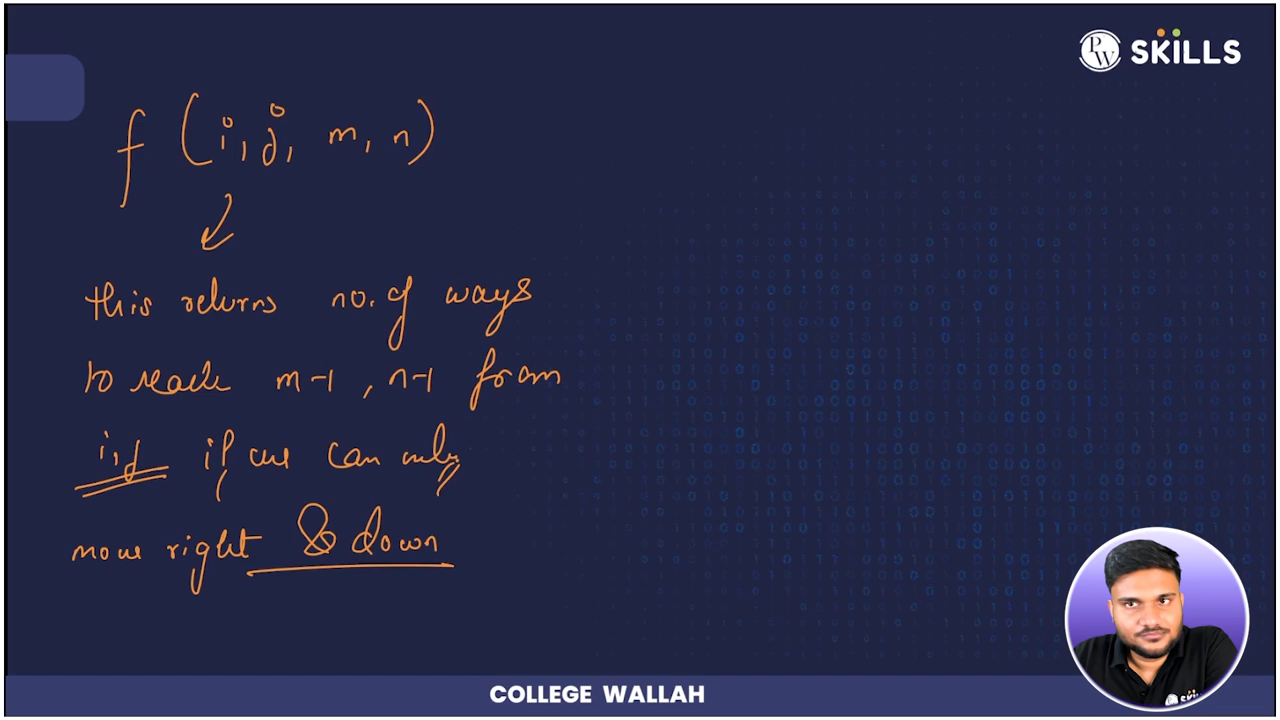 PW SKILLS
f (i, j, m, n)
this returns no. of ways
to reach m-1, n-1 from
i,j if we can only
move right & down
COLLEGE WALLAH